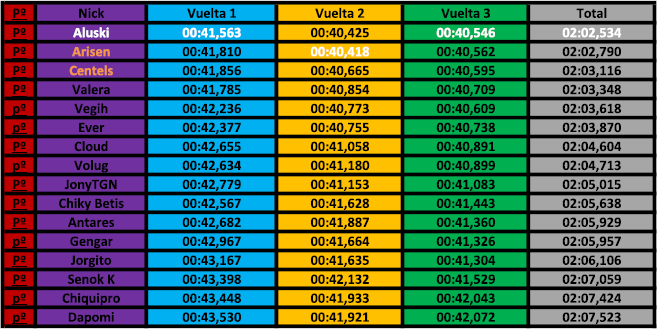 Pº Nick Vuelta 1 Vuelta 2 Vuelta 3 Total
Pº Aluski 00:41,563 00:40,425 00:40,546 02:02,534
Pº Arisen 00:41,810 00:40,418 00:40,562 02:02,790
Pº Centels 00:41,856 00:40,665 00:40,595 02:03,116
Pº Valera 00:41,785 00:40,854 00:40,709 02:03,348
pº Vegih 00:42,236 00:40,773 00:40,609 02:03,618
pº Ever 00:42,377 00:40,755 00:40,738 02:03,870
Pº Cloud 00:42,655 00:41,058 00:40,891 02:04,604
pº Volug 00:42,634 00:41,180 00:40,899 02:04,713
Pº JonyTGN 00:42,779 00:41,153 00:41,083 02:05,015
pº Chiky Betis 00:42,567 00:41,628 00:41,443 02:05,638
pº Antares 00:42,682 00:41,887 00:41,360 02:05,929
pº Gengar 00:42,967 00:41,664 00:41,326 02:05,957
Pº Jorgito 00:43,167 00:41,635 00:41,304 02:06,106
Pº Senok K 00:43,398 00:42,132 00:41,529 02:07,059
pº Chiquipro 00:43,448 00:41,933 00:42,043 02:07,424
pº Dapomi 00:43,530 00:41,921 00:42,072 02:07,523